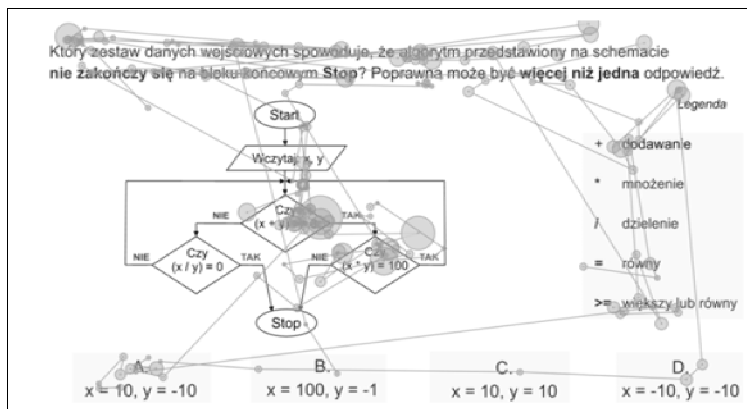 Który zestaw danych wejściowych spowoduje, że algorytm przedstawiony na schemacie
nie zakończy się na bloku końcowym Stop? Poprawna może być więcej niż jedna odpowiedź.
Legenda
Start
+ dodawanie
Wczytaj x, y
* mnożenie
NIE
Czy
(x + y)
TAK
/ dzielenie
NIE
Czy
(x / y) = 0
TAK
NIE
(x * y) = 100
TAK
= równy
>= większy lub równy
Stop
A.
x = 10, y = -10
B.
x = 100, y = -1
C.
x = 10, y = 10
D.
x = -10, y = -10